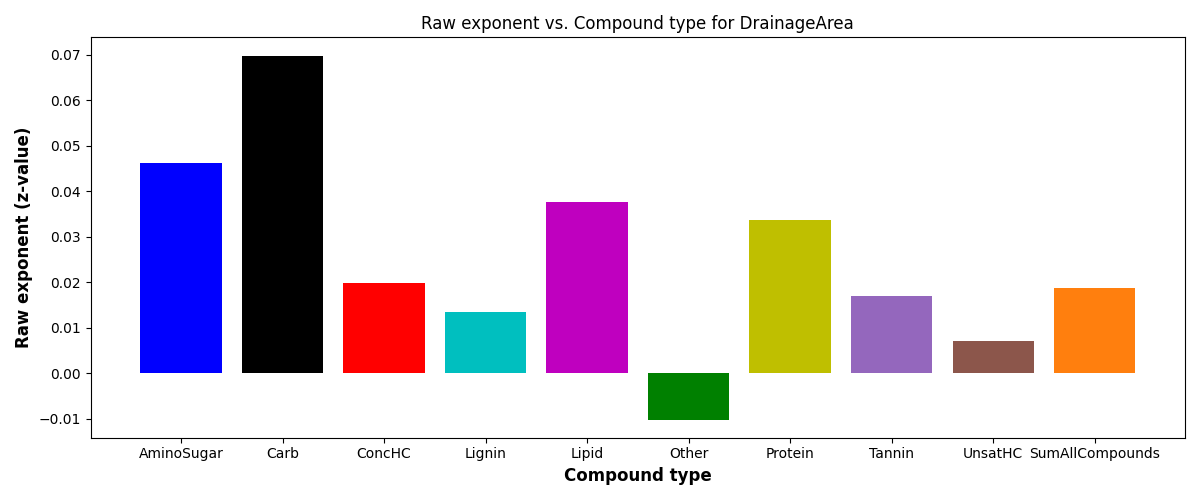 Raw exponent vs. Compound type for DrainageArea
Raw exponent (z-value)
0.07
0.06
0.05
0.04
0.03
0.02
0.01
0.00
−0.01
AminoSugar
Carb
ConcHC
Lignin
Lipid
Other
Protein
Tannin
UnsatHC
SumAllCompounds
Compound type